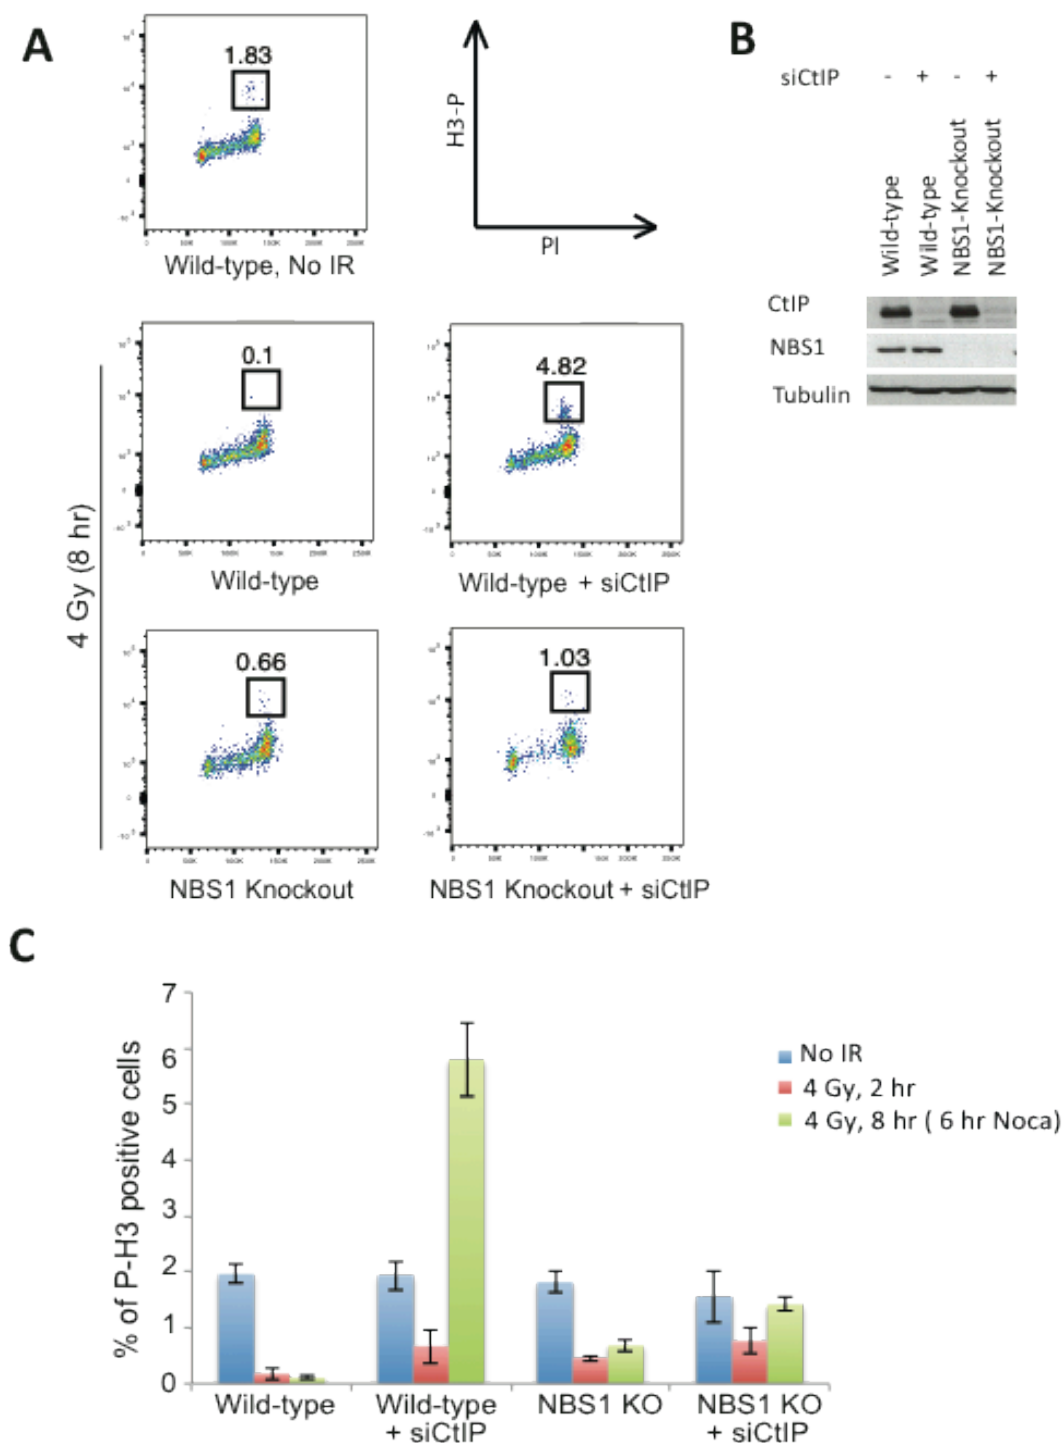 A
1.83
Wild-type, No IR
H3-P
PI
B
siCtIP - + - +
Wild-type
Wild-type
NBS1-Knockout
NBS1-Knockout
CtIP
NBS1
Tubulin
4 Gy (8 hr)
0.1
Wild-type
4.82
Wild-type + siCtIP
0.66
NBS1 Knockout
1.03
NBS1 Knockout + siCtIP
C
% of P-H3 positive cells
7
6
5
4
3
2
1
0
Wild-type
Wild-type
+ siCtIP
NBS1 KO
NBS1 KO
+ siCtIP
No IR
4 Gy, 2 hr
4 Gy, 8 hr ( 6 hr Noca)